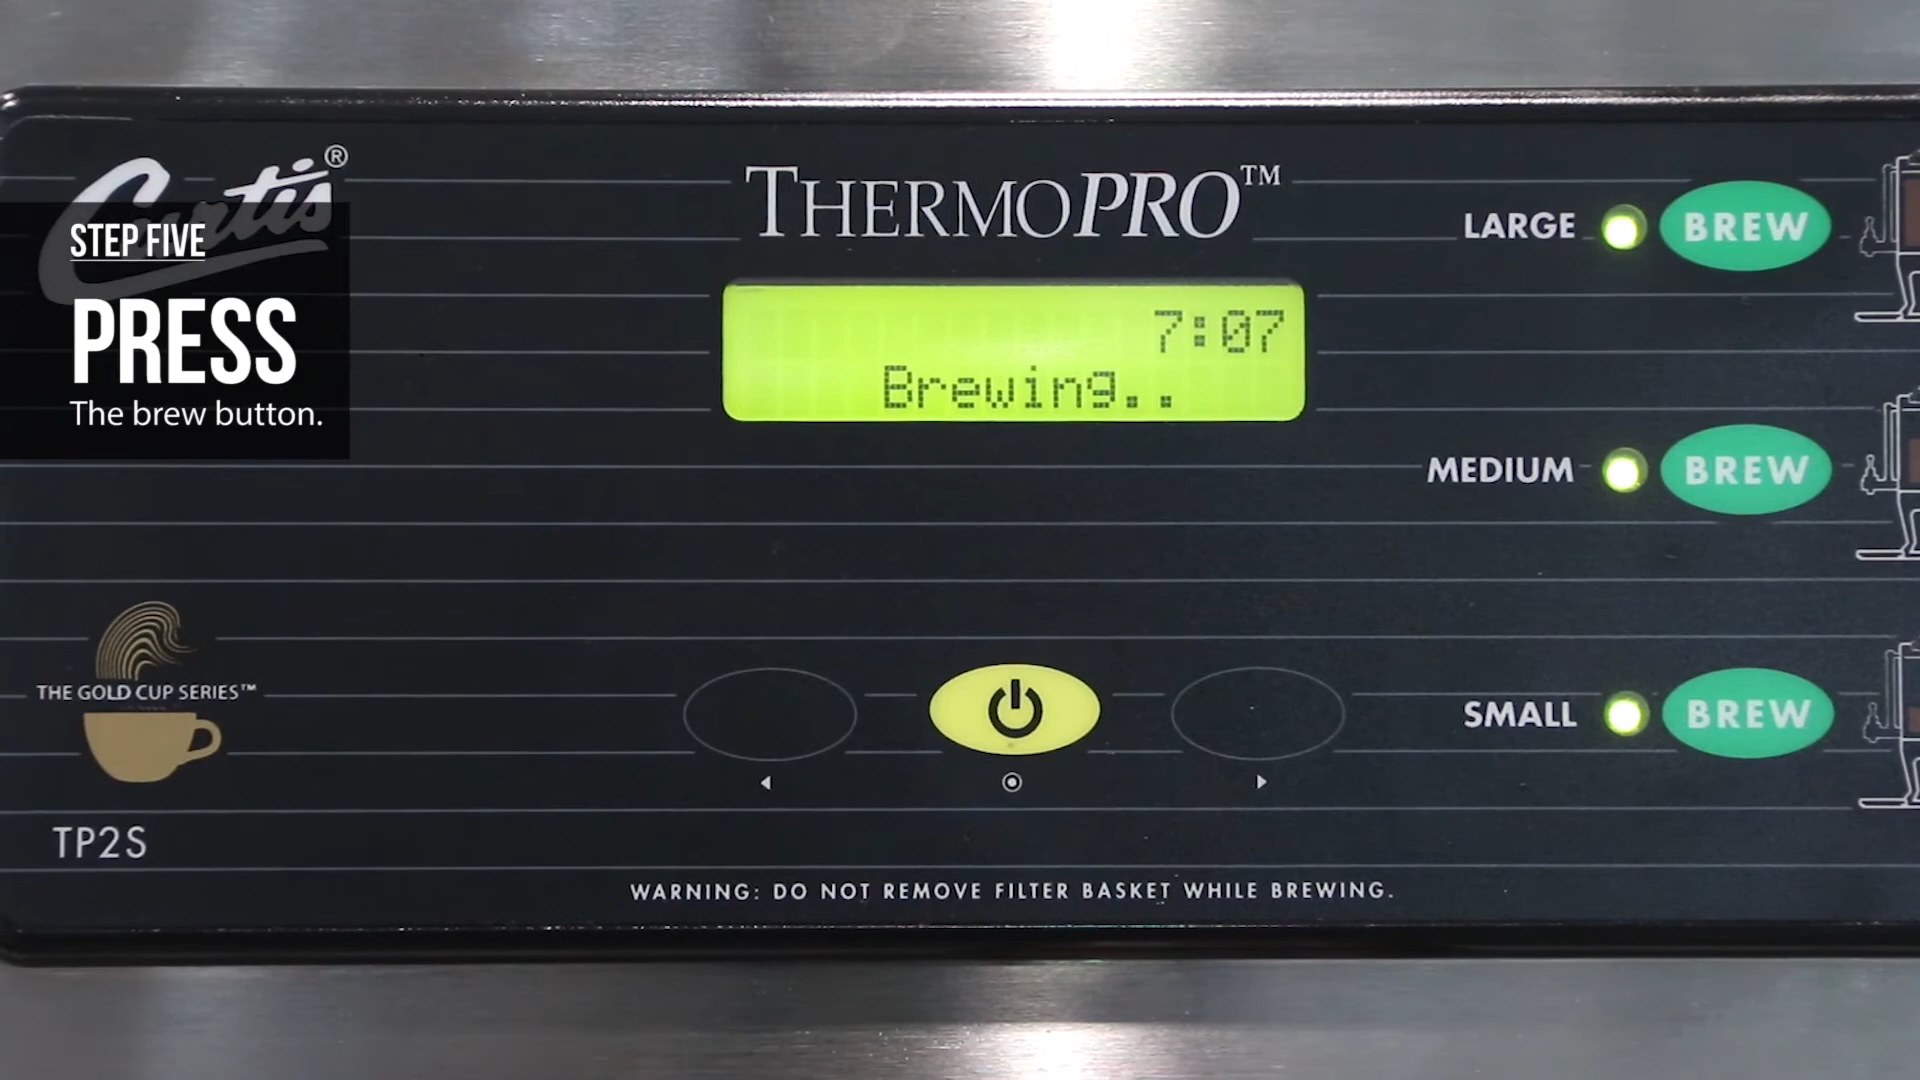 Curtis®
STEP FIVE
PRESS
The brew button.
THERMOPRO™
7:07
Brewing..
LARGE
BREW
MEDIUM
BREW
SMALL
BREW
THE GOLD CUP SERIES™
TP2S
WARNING: DO NOT REMOVE FILTER BASKET WHILE BREWING.